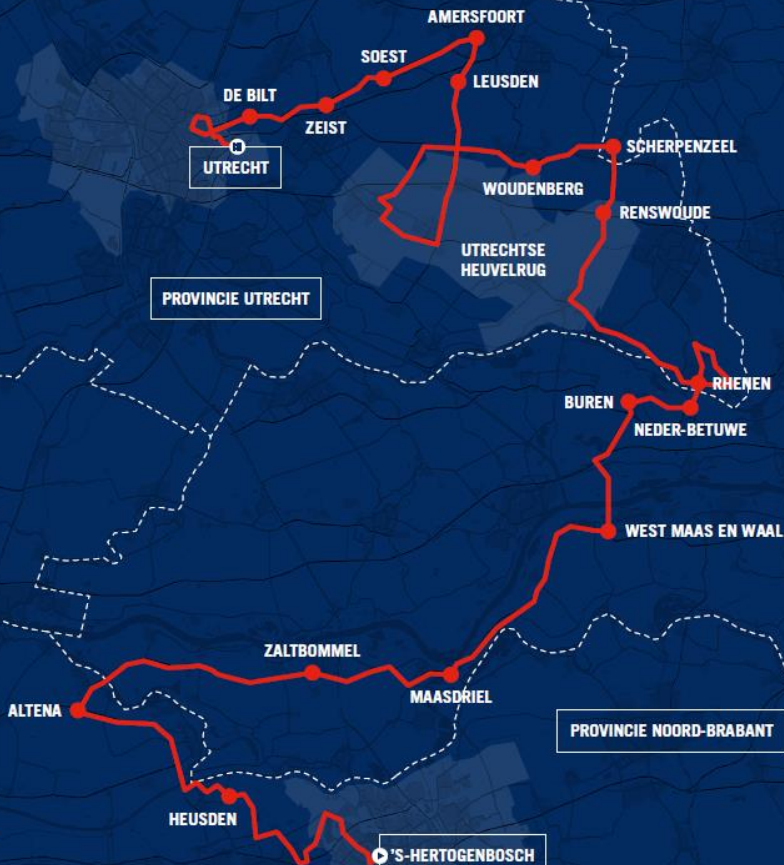 AMERSFOORT
SOEST
LEUSDEN
DE BILT
ZEIST
SCHERPENZEEL
UTRECHT
WOUDENBERG
RENSWOUDE
UTRECHTSE
HEUVELRUG
PROVINCIE UTRECHT
RHENEN
BUREN
NEDER-BETUWE
WEST MAAS EN WAAL
ZALTBOMMEL
MAASDRIEL
ALTENA
PROVINCIE NOORD-BRABANT
HEUSDEN
'S-HERTOGENBOSCH